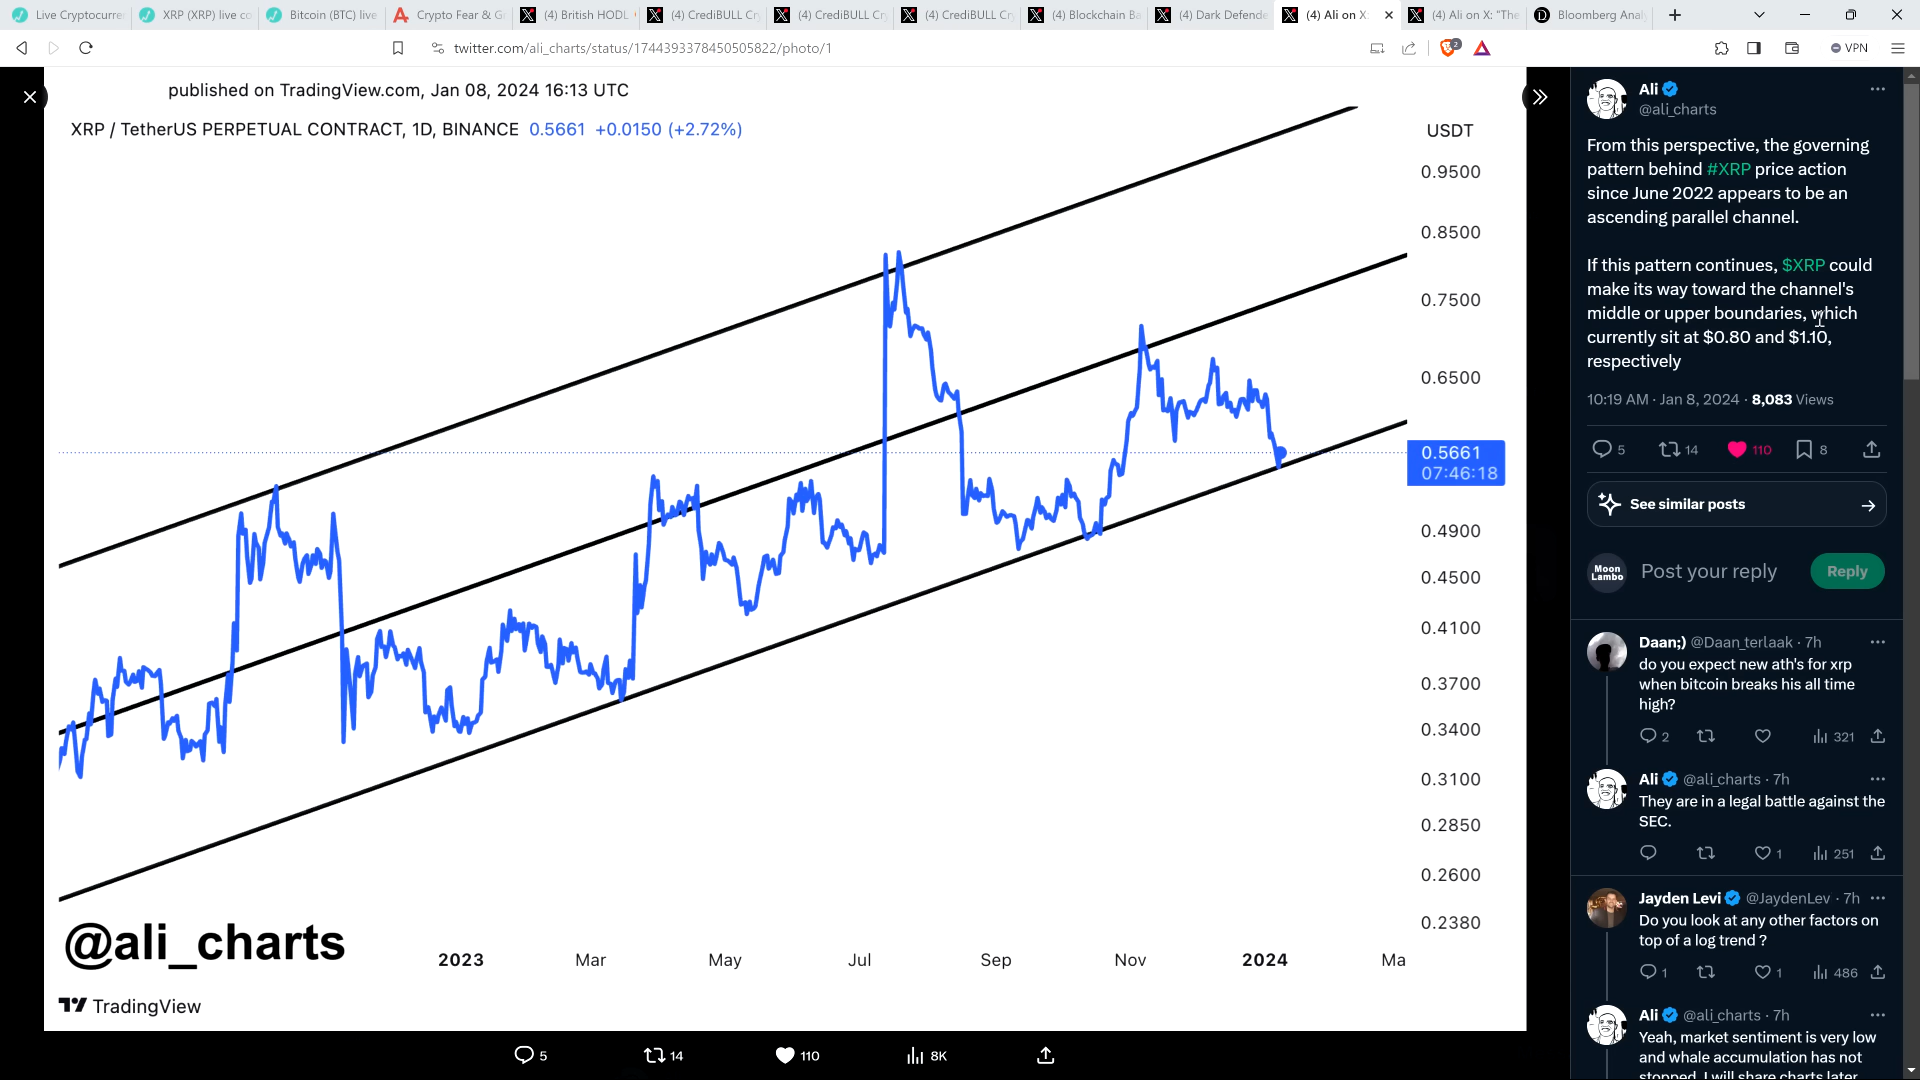 Live Cryptocurre
XRP (XRP) live co
Bitcoin (BTC) live
Crypto Fear & G
(4) British HODL
(4) CrediBULL Cr
(4) CrediBULL Cr
(4) CrediBULL Cr
(4) Blockchain Ba
(4) Dark Defende
(4) Ali on X
(4) Ali on X: "The
Bloomberg Anal
twitter.com/ali_charts/status/1744393378450505822/photo/1
2
VPN
published on TradingView.com, Jan 08, 2024 16:13 UTC
XRP / TetherUS PERPETUAL CONTRACT, 1D, BINANCE 0.5661 +0.0150 (+2.72%)
USDT
0.9500
0.8500
0.7500
0.6500
0.5661
07:46:18
0.4900
0.4500
0.4100
0.3700
0.3400
0.3100
0.2850
0.2600
0.2380
@ali_charts
2023 Mar May Jul Sep Nov 2024 Ma
TradingView
5 14 110 8K
Ali
@ali_charts
From this perspective, the governing
pattern behind #XRP price action
since June 2022 appears to be an
ascending parallel channel.
If this pattern continues, $XRP could
make its way toward the channel's
middle or upper boundaries, which
currently sit at $0.80 and $1.10,
respectively
10:19 AM · Jan 8, 2024 · 8,083 Views
5 14 110 8
See similar posts
Moon
Lambo
Post your reply
Reply
Daan;) @Daan_terlaak · 7h
do you expect new ath's for xrp
when bitcoin breaks his all time
high?
2 321
Ali @ali_charts · 7h
They are in a legal battle against the
SEC.
1 251
Jayden Levi @JaydenLev · 7h
Do you look at any other factors on
top of a log trend ?
1 1 486
Ali @ali_charts · 7h
Yeah, market sentiment is very low
and whale accumulation has not
stopped. I will share charts later